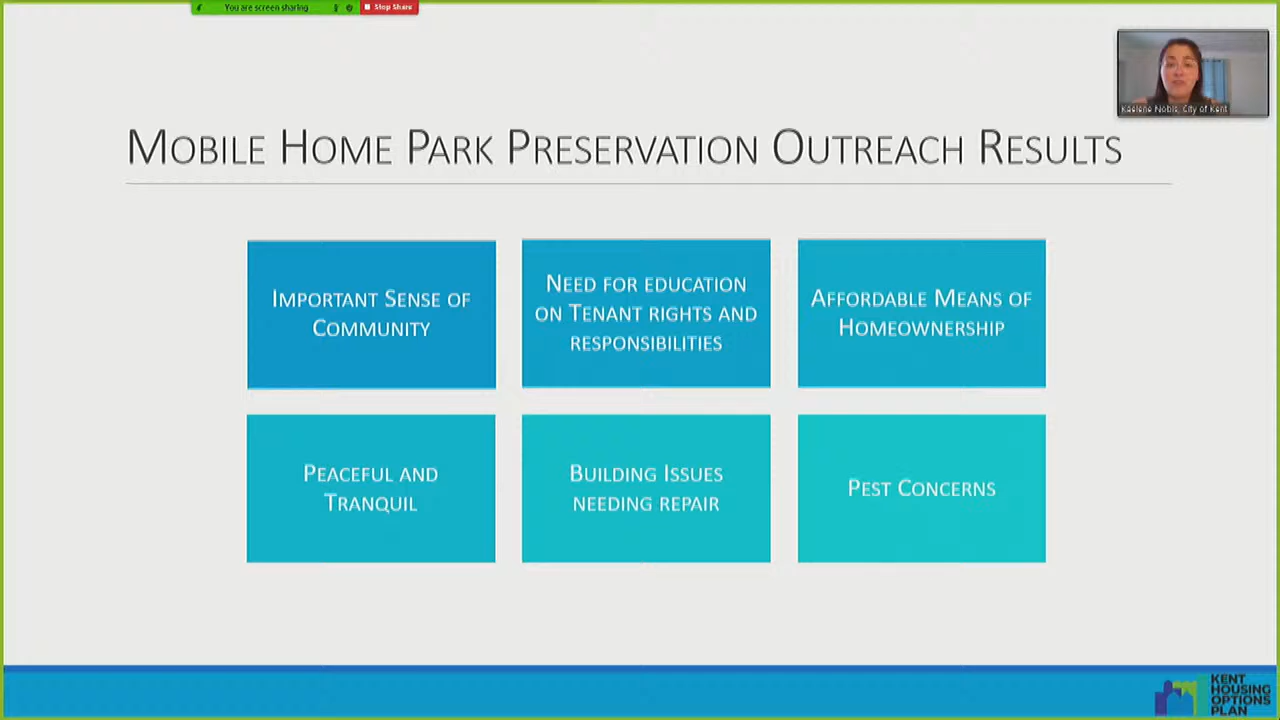 You are screen sharing
Stop Share
Kaelene Nobis, City of Kent
MOBILE HOME PARK PRESERVATION OUTREACH RESULTS
IMPORTANT SENSE OF
COMMUNITY
NEED FOR EDUCATION
ON TENANT RIGHTS AND
RESPONSIBILITIES
AFFORDABLE MEANS OF
HOMEOWNERSHIP
PEACEFUL AND
TRANQUIL
BUILDING ISSUES
NEEDING REPAIR
PEST CONCERNS
KENT
HOUSING
OPTIONS
PLAN